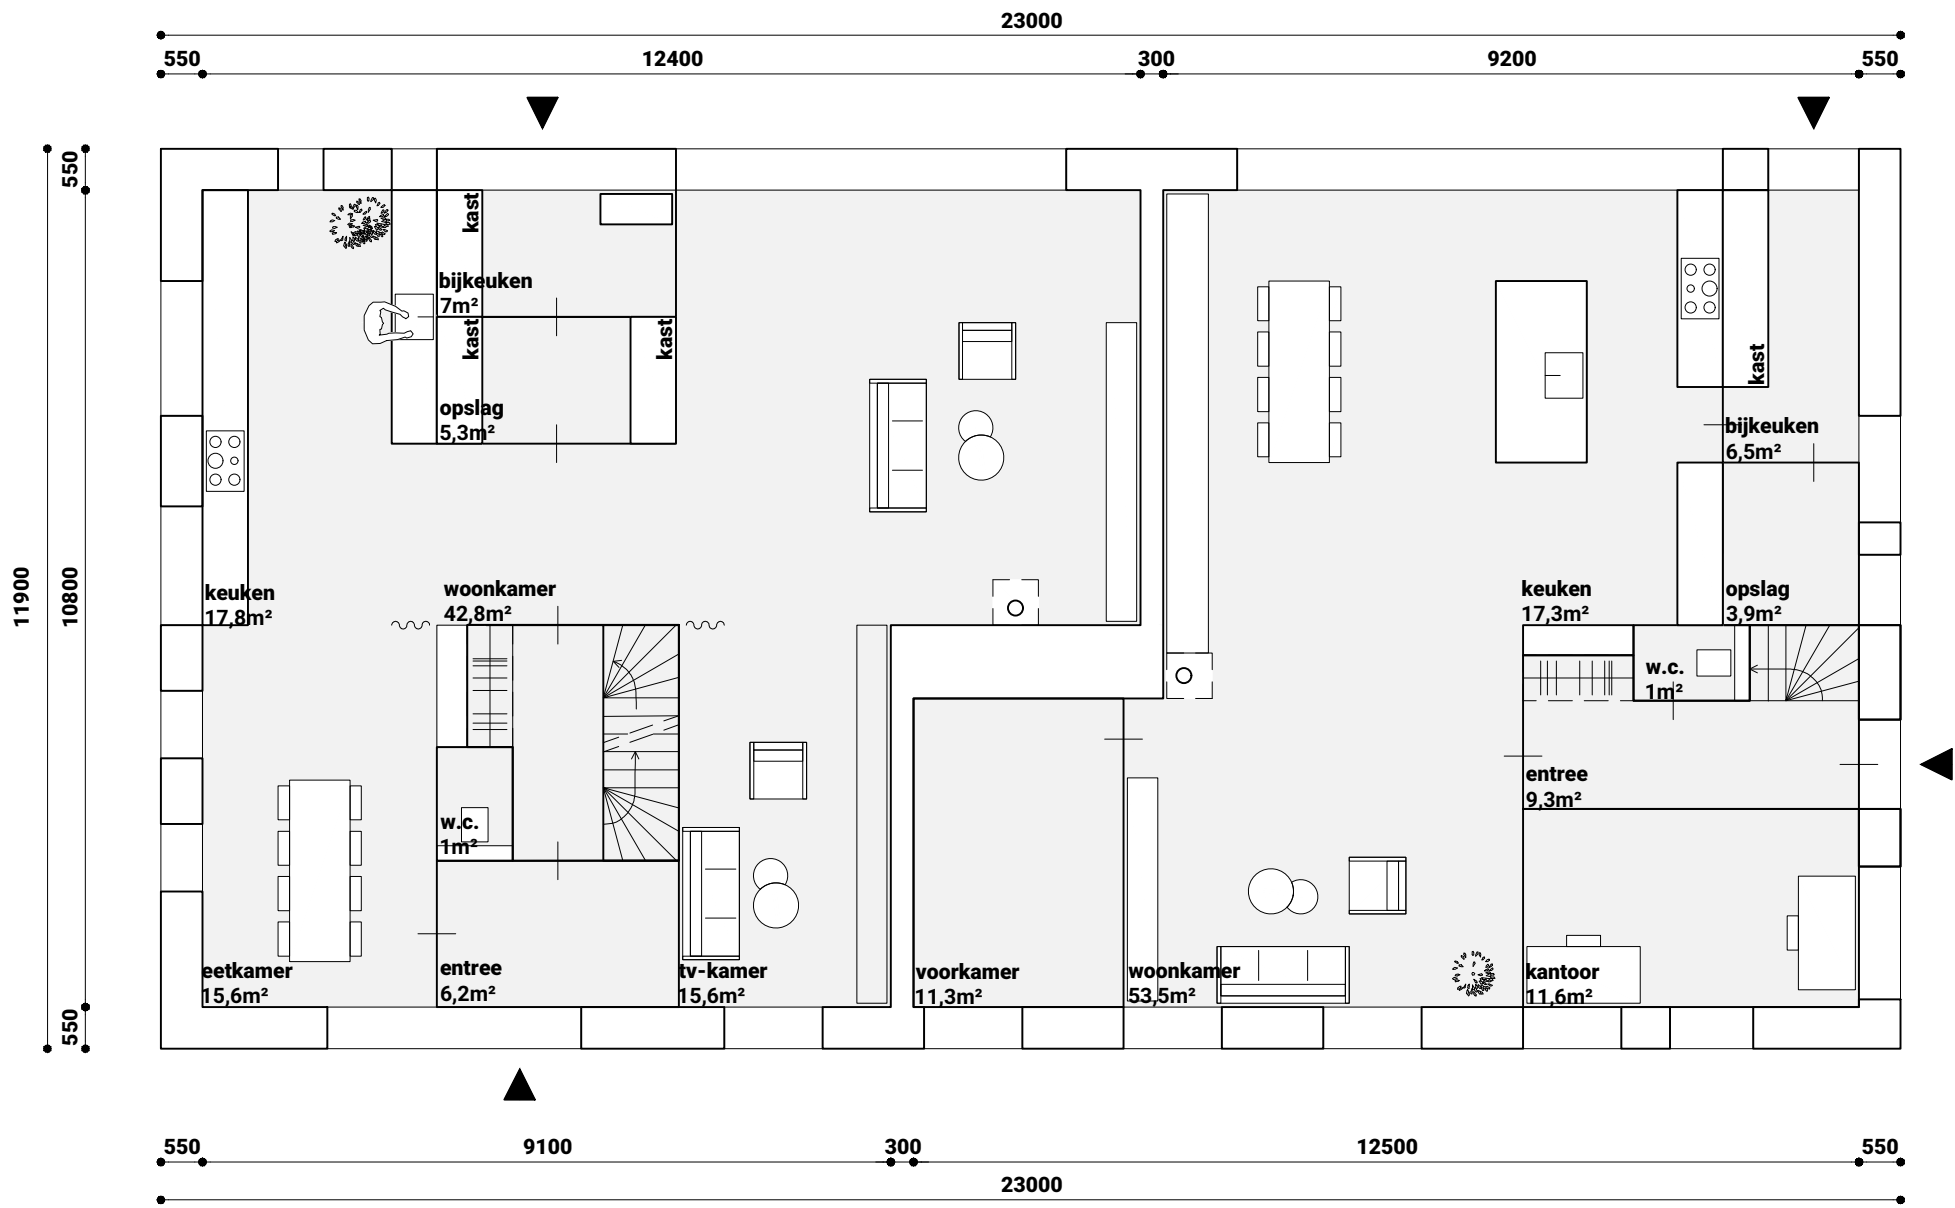 23000
550 12400 300 9200 550
550
kast
bijkeuken
7m²
kast
kast
kast
opslag
5,3m²
bijkeuken
6,5m²
11900
10800
keuken
17,8m²
woonkamer
42,8m²
keuken
17,3m²
opslag
3,9m²
w.c.
1m²
entree
9,3m²
w.c.
1m²
eetkamer
15,6m²
entree
6,2m²
tv-kamer
15,6m²
voorkamer
11,3m²
woonkamer
53,5m²
kantoor
11,6m²
550
550 9100 300 12500 550
23000